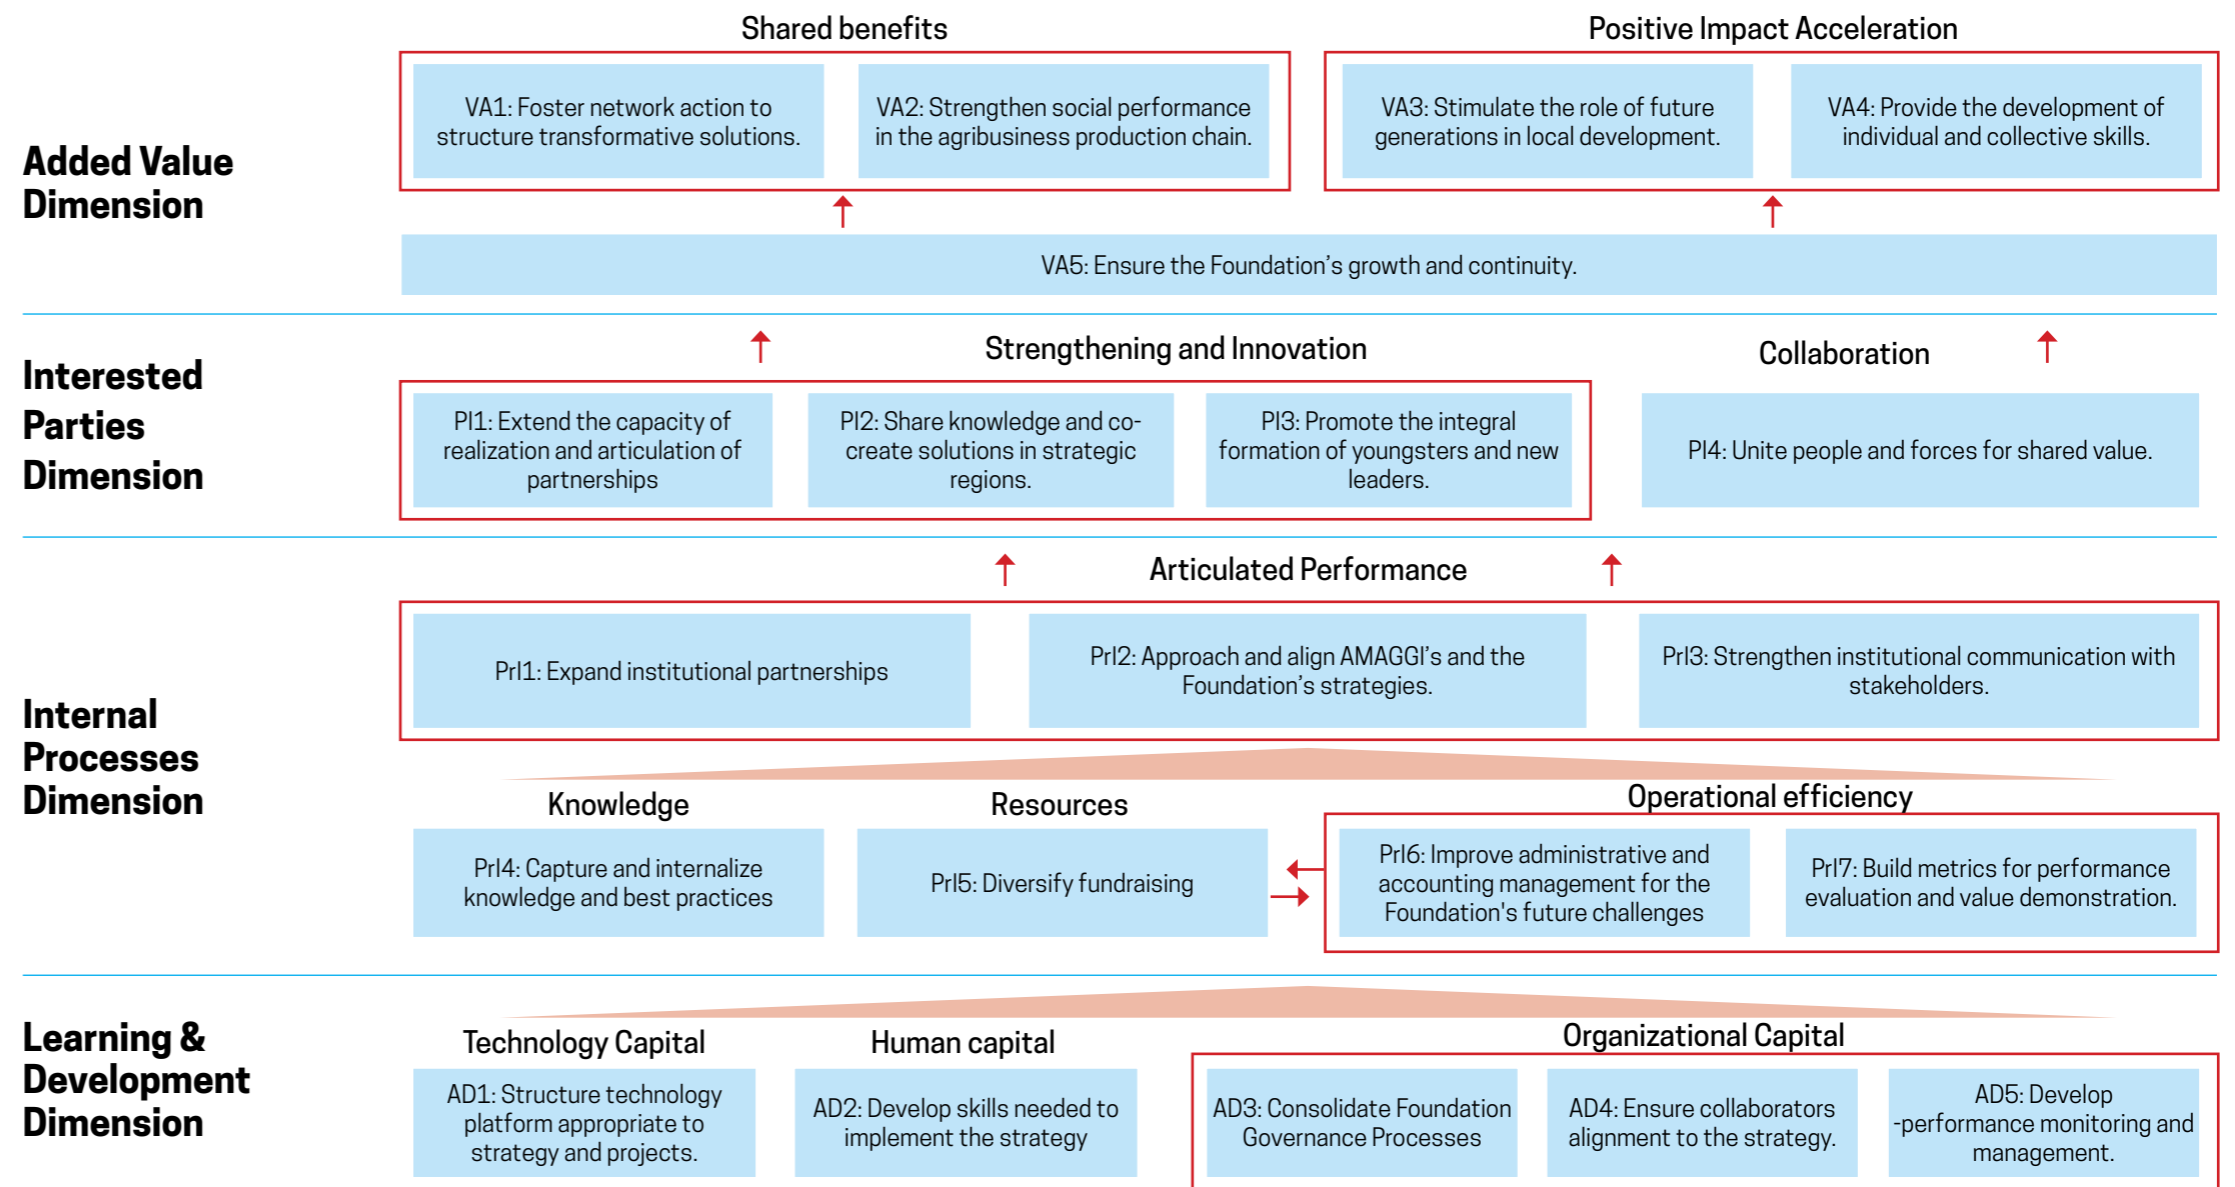 Shared benefits
Positive Impact Acceleration
Added Value
Dimension
VA1: Foster network action to
structure transformative solutions.
VA2: Strengthen social performance
in the agribusiness production chain.
VA3: Stimulate the role of future
generations in local development.
VA4: Provide the development of
individual and collective skills.
VA5: Ensure the Foundation’s growth and continuity.
Interested
Parties
Dimension
Strengthening and Innovation
Collaboration
PI1: Extend the capacity of
realization and articulation of
partnerships
PI2: Share knowledge and co-
create solutions in strategic
regions.
PI3: Promote the integral
formation of youngsters and new
leaders.
PI4: Unite people and forces for shared value.
Internal
Processes
Dimension
Articulated Performance
PrI1: Expand institutional partnerships
PrI2: Approach and align AMAGGI’s and the
Foundation’s strategies.
PrI3: Strengthen institutional communication with
stakeholders.
Knowledge
Resources
Operational efficiency
PrI4: Capture and internalize
knowledge and best practices
PrI5: Diversify fundraising
PrI6: Improve administrative and
accounting management for the
Foundation's future challenges
PrI7: Build metrics for performance
evaluation and value demonstration.
Learning &
Development
Dimension
Technology Capital
Human capital
Organizational Capital
AD1: Structure technology
platform appropriate to
strategy and projects.
AD2: Develop skills needed to
implement the strategy
AD3: Consolidate Foundation
Governance Processes
AD4: Ensure collaborators
alignment to the strategy.
AD5: Develop
-performance monitoring and
management.